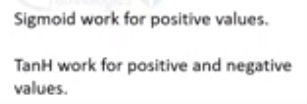 Sigmoid work for positive values.
TanH work for positive and negative
values.